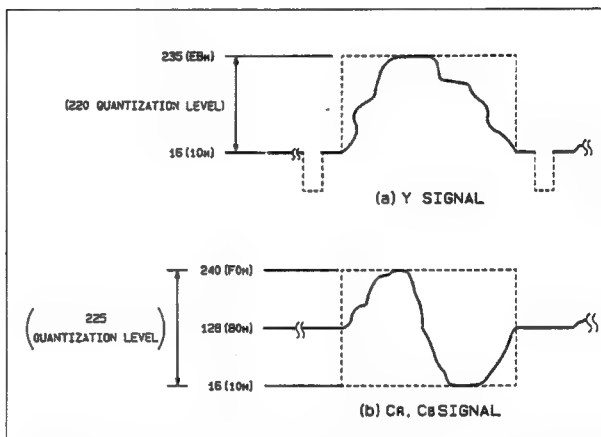 235 (EBH)
(220 QUANTIZATION LEVEL)
16 (10H)
(a) Y SIGNAL
240 (F0H)
225
QUANTIZATION LEVEL
128 (80H)
16 (10H)
(b) CR, CB SIGNAL